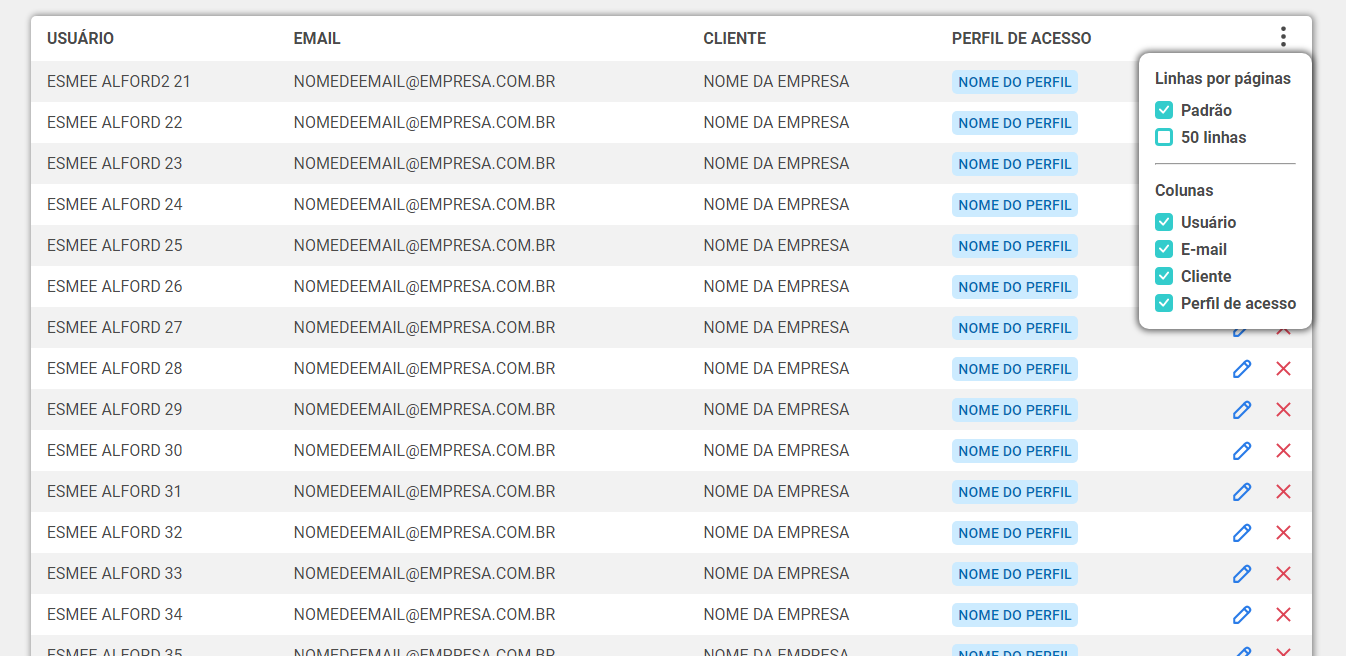 USUÁRIO EMAIL CLIENTE PERFIL DE ACESSO
ESMEE ALFORD2 21 NOMEDEEMAIL@EMPRESA.COM.BR NOME DA EMPRESA NOME DO PERFIL
ESMEE ALFORD 22 NOMEDEEMAIL@EMPRESA.COM.BR NOME DA EMPRESA NOME DO PERFIL
ESMEE ALFORD 23 NOMEDEEMAIL@EMPRESA.COM.BR NOME DA EMPRESA NOME DO PERFIL
ESMEE ALFORD 24 NOMEDEEMAIL@EMPRESA.COM.BR NOME DA EMPRESA NOME DO PERFIL
ESMEE ALFORD 25 NOMEDEEMAIL@EMPRESA.COM.BR NOME DA EMPRESA NOME DO PERFIL
ESMEE ALFORD 26 NOMEDEEMAIL@EMPRESA.COM.BR NOME DA EMPRESA NOME DO PERFIL
ESMEE ALFORD 27 NOMEDEEMAIL@EMPRESA.COM.BR NOME DA EMPRESA NOME DO PERFIL
ESMEE ALFORD 28 NOMEDEEMAIL@EMPRESA.COM.BR NOME DA EMPRESA NOME DO PERFIL
ESMEE ALFORD 29 NOMEDEEMAIL@EMPRESA.COM.BR NOME DA EMPRESA NOME DO PERFIL
ESMEE ALFORD 30 NOMEDEEMAIL@EMPRESA.COM.BR NOME DA EMPRESA NOME DO PERFIL
ESMEE ALFORD 31 NOMEDEEMAIL@EMPRESA.COM.BR NOME DA EMPRESA NOME DO PERFIL
ESMEE ALFORD 32 NOMEDEEMAIL@EMPRESA.COM.BR NOME DA EMPRESA NOME DO PERFIL
ESMEE ALFORD 33 NOMEDEEMAIL@EMPRESA.COM.BR NOME DA EMPRESA NOME DO PERFIL
ESMEE ALFORD 34 NOMEDEEMAIL@EMPRESA.COM.BR NOME DA EMPRESA NOME DO PERFIL
ESMEE ALFORD 35 NOMEDEEMAIL@EMPRESA.COM.BR NOME DA EMPRESA NOME DO PERFIL
Linhas por páginas
Padrão
50 linhas
Colunas
Usuário
E-mail
Cliente
Perfil de acesso